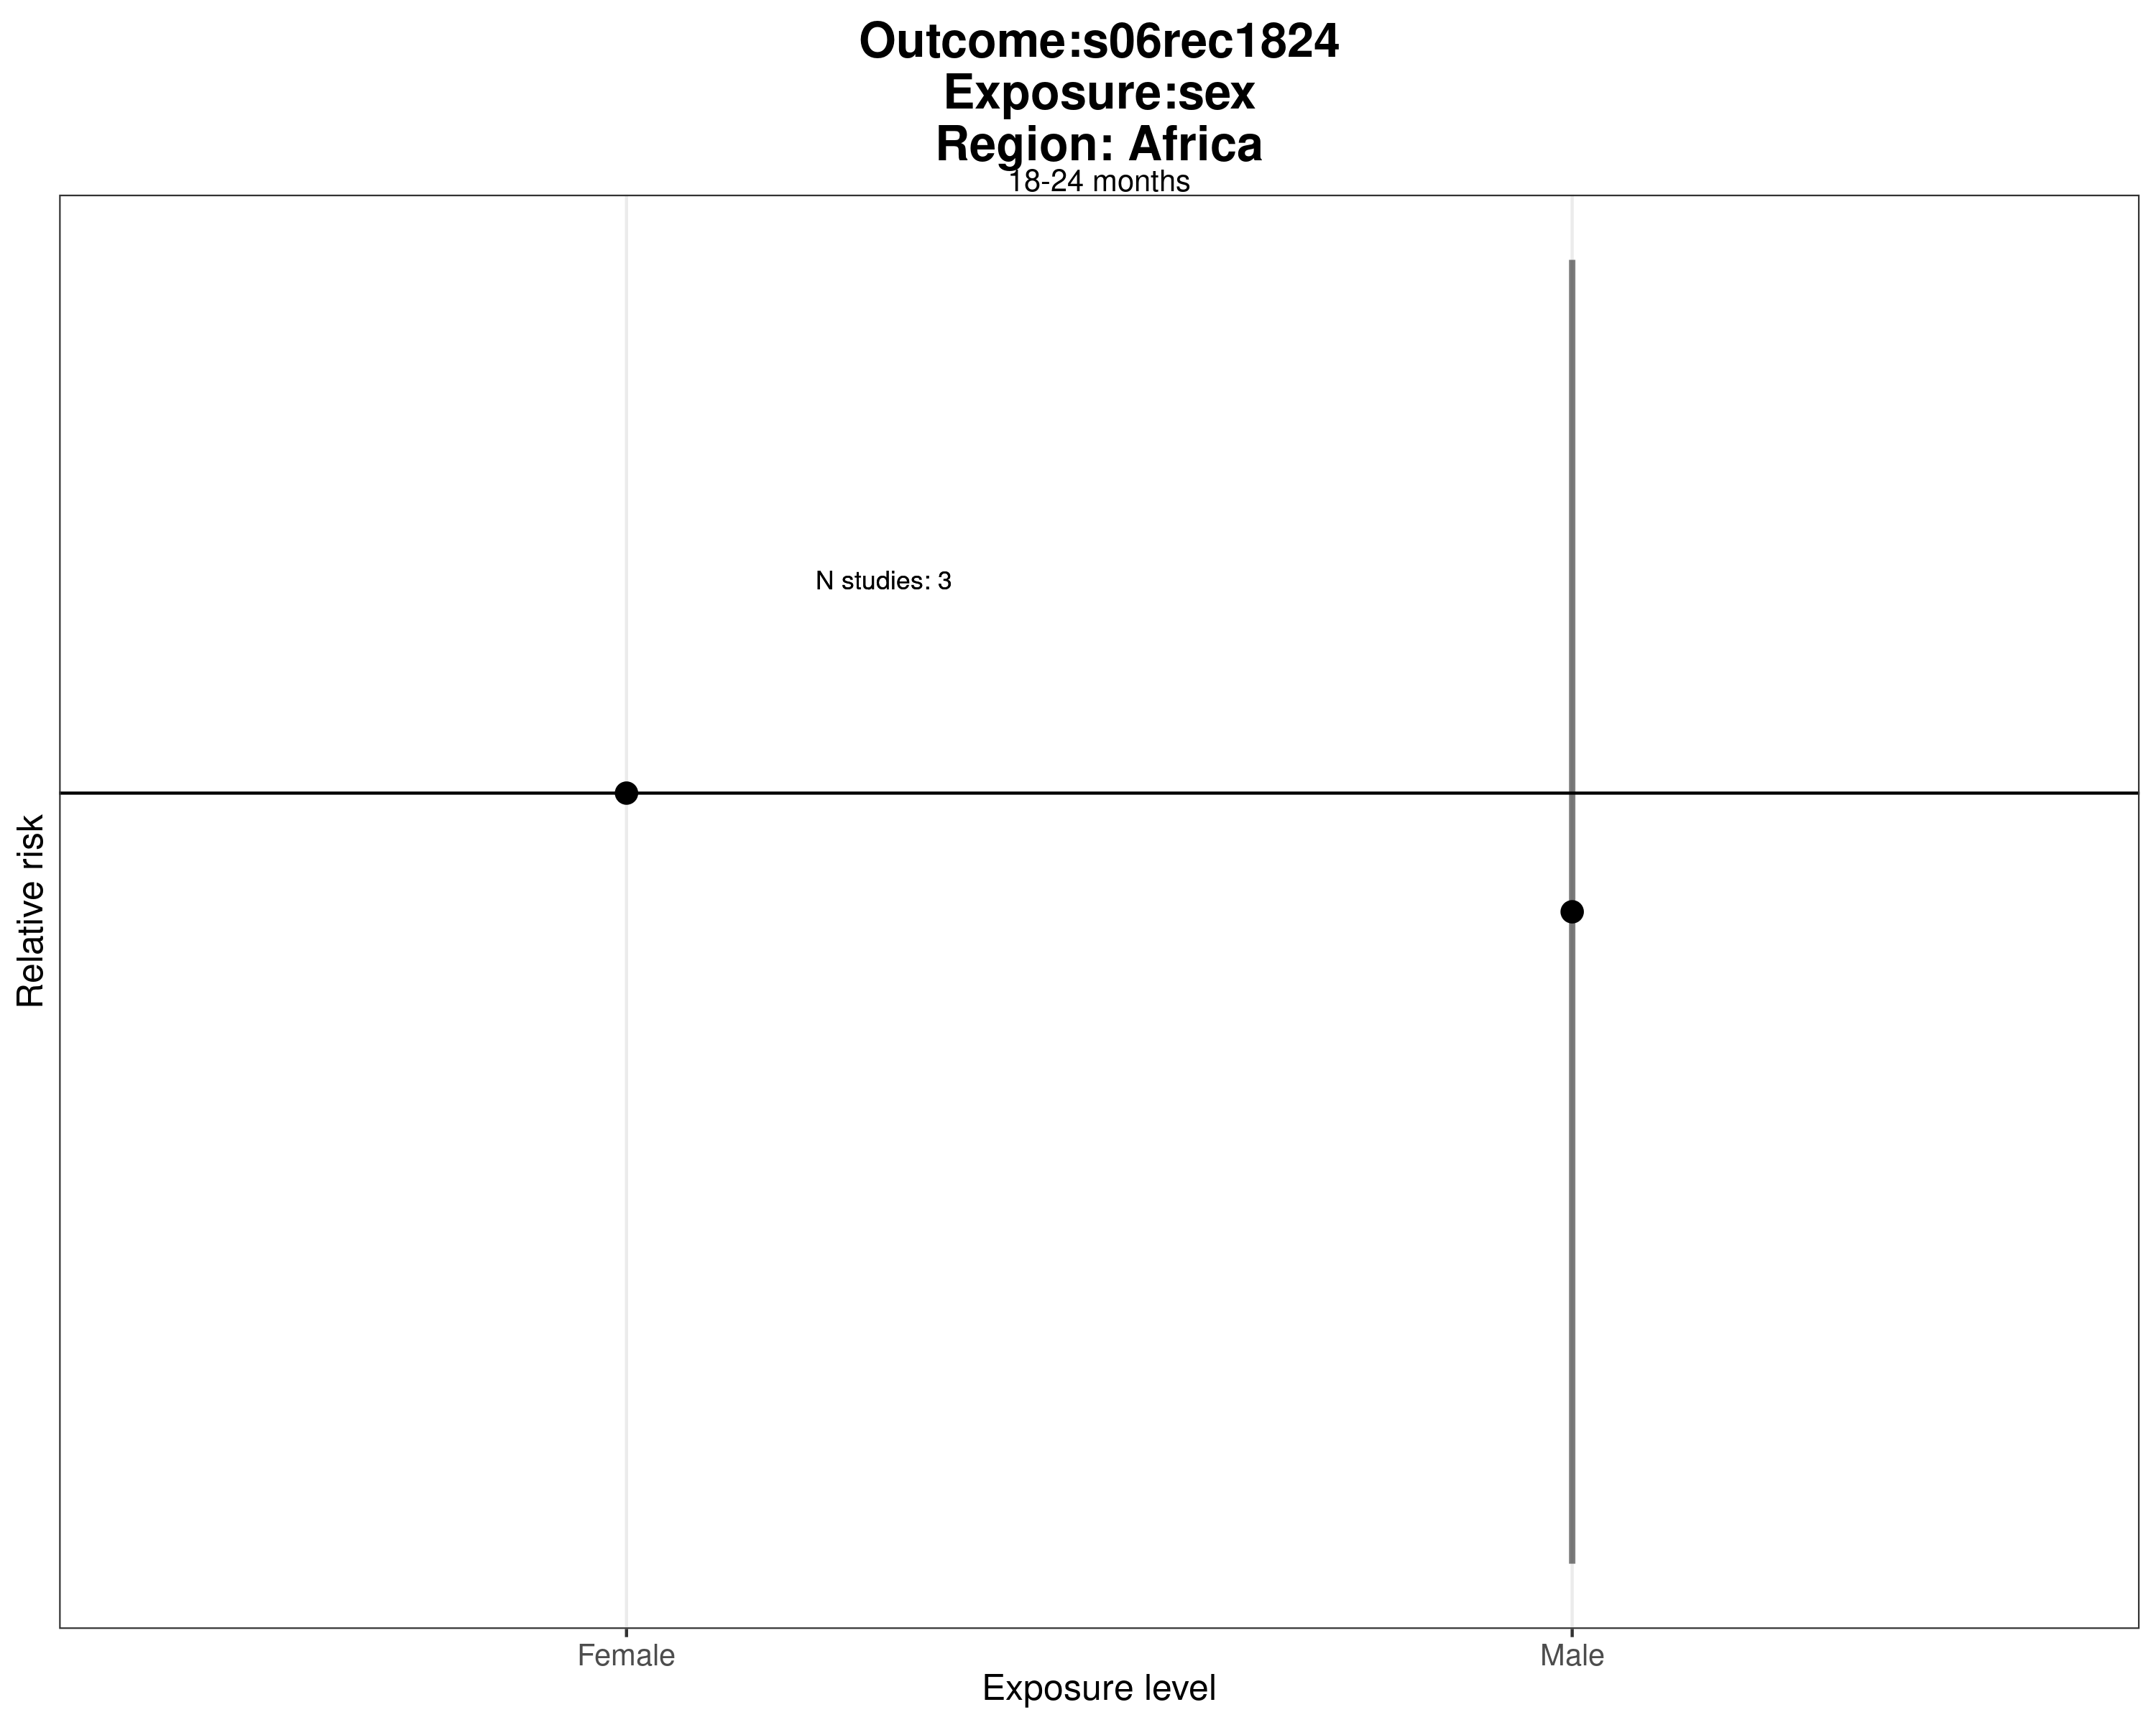 Outcome:s06rec1824
Exposure:sex
Region: Africa
18-24 months
N studies: 3
Relative risk
Female
Male
Exposure level